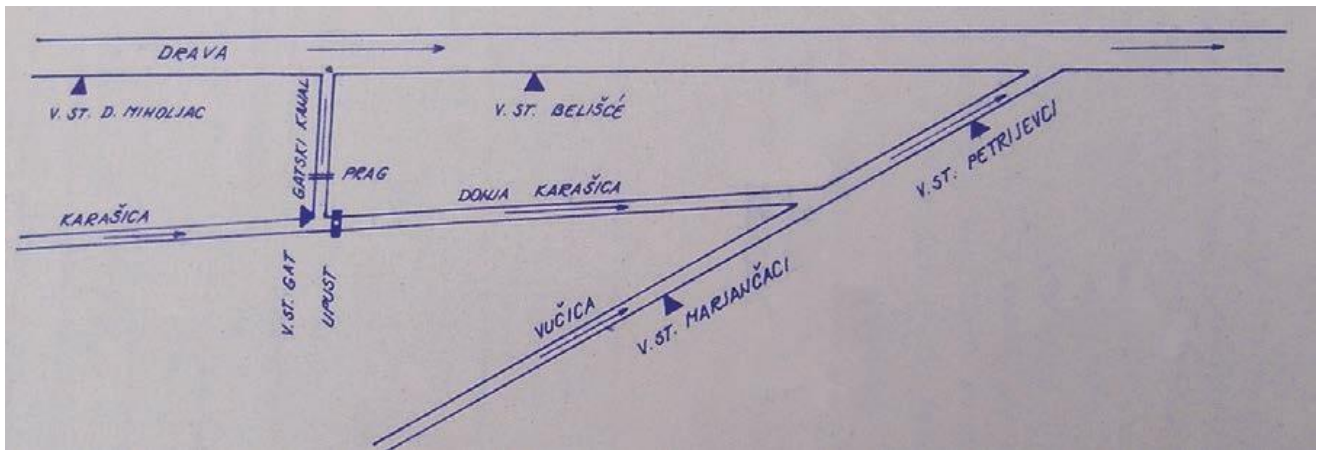 DRAVA
V. ST. D. MIHOLJAC
GATSKI KANAL
V. ST. BELIŠĆE
PRAG
V. ST. PETRIJEVCI
KARAŠICA
DONJA KARAŠICA
V. ST. GAT
UPUST
VUČICA
V. ST. MARJANČACI